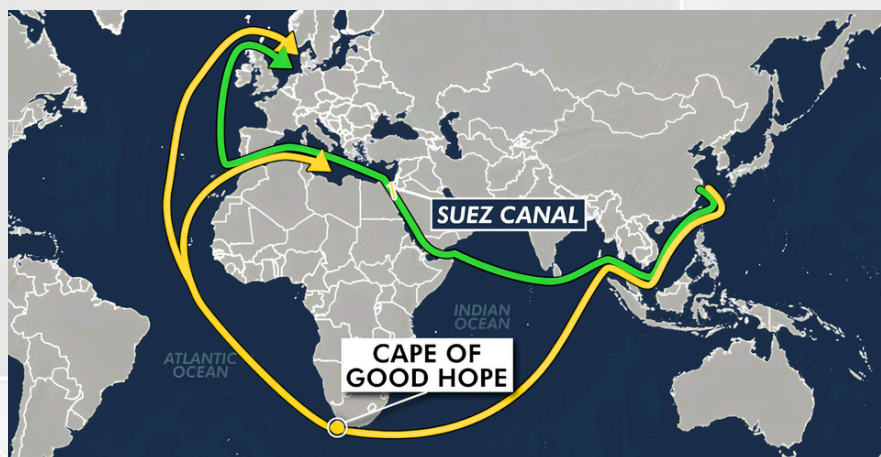 SUEZ CANAL
INDIAN
OCEAN
ATLANTIC
OCEAN
CAPE OF
GOOD HOPE